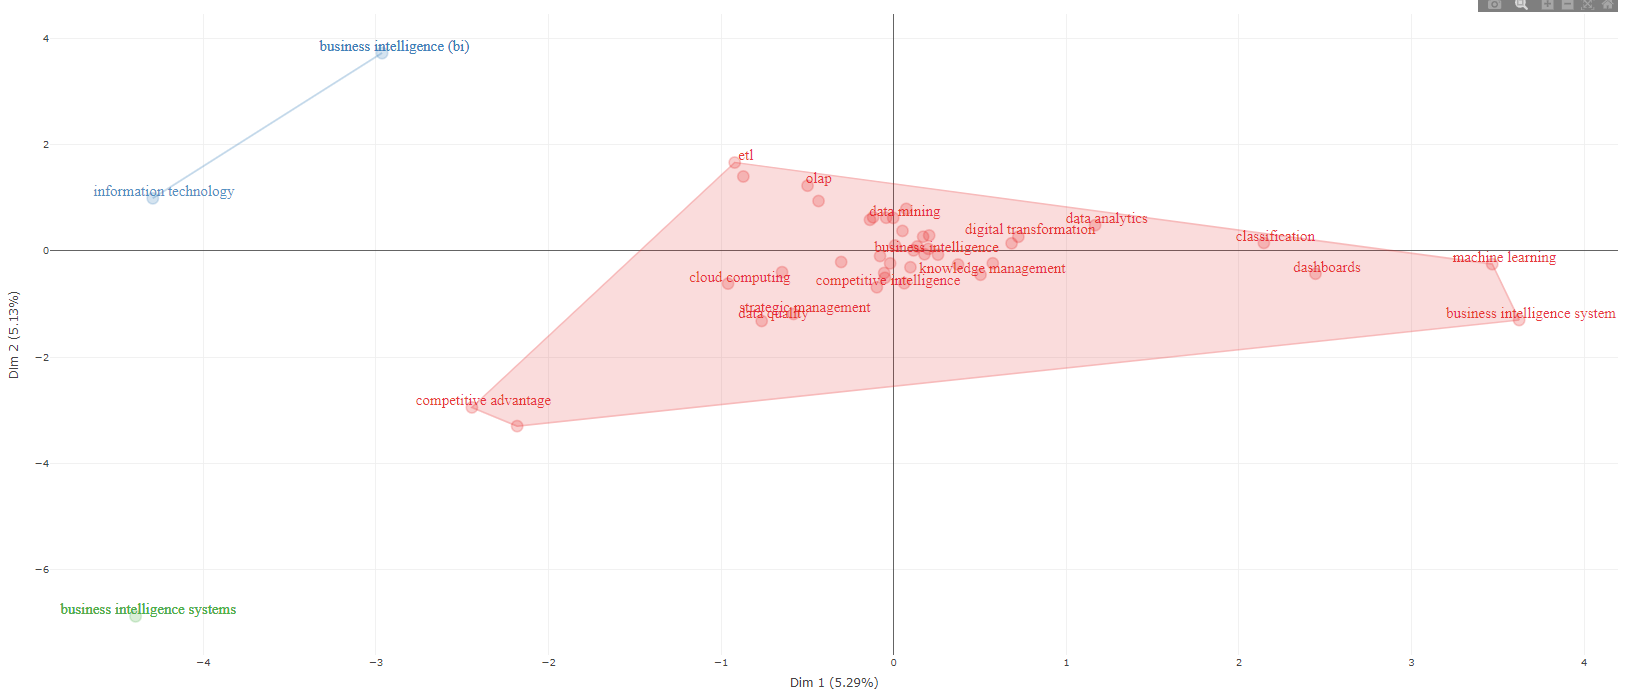 4
business intelligence (bi)
2
etl
information technology
olap
data mining
data analytics
digital transformation
classification
0
business intelligence
machine learning
knowledge management
dashboards
cloud computing
competitive intelligence
strategic management
data quality
business intelligence system
Dim 2 (5.13%)
−2
competitive advantage
−4
−6
business intelligence systems
−4
−3
−2
−1
0
1
2
3
4
Dim 1 (5.29%)